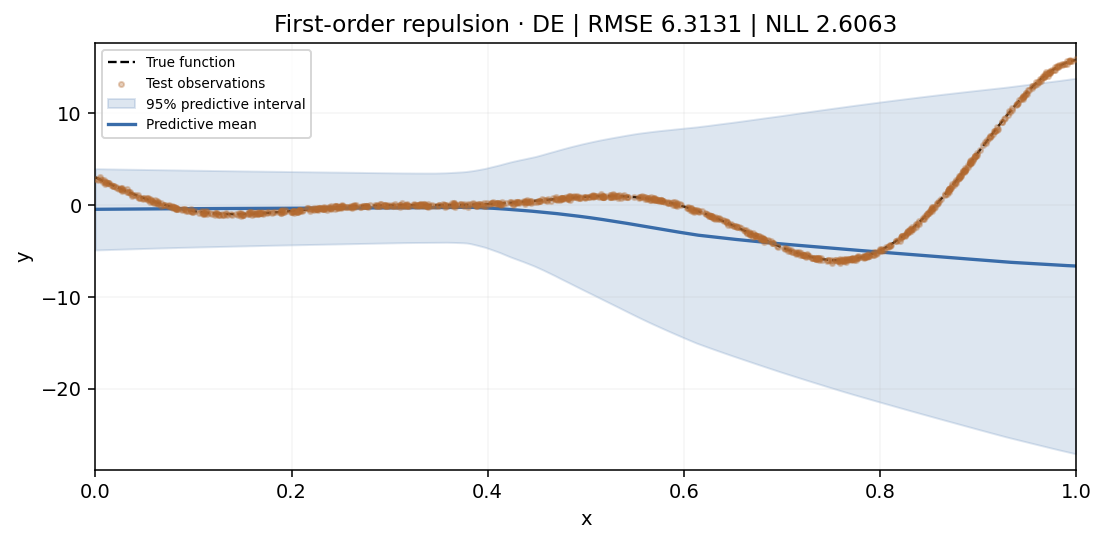 First-order repulsion · DE | RMSE 6.3131 | NLL 2.6063
True function
Test observations
95% predictive interval
Predictive mean
10
0
−10
−20
y
0.0 0.2 0.4 0.6 0.8 1.0
x